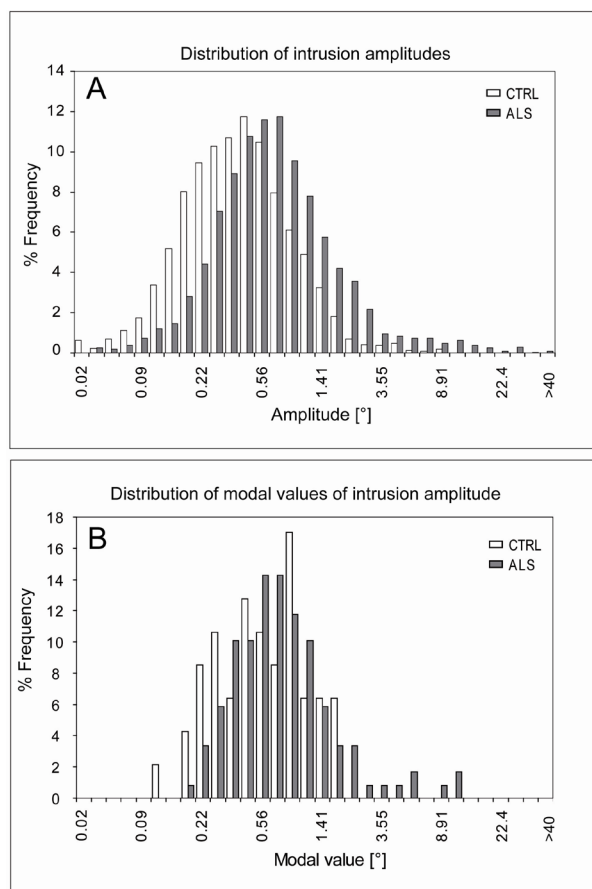 Distribution of intrusion amplitudes
A
CTRL
ALS
% Frequency
14
12
10
8
6
4
2
0
0.02 0.09 0.22 0.56 1.41 3.55 8.91 22.4 >40
Amplitude [°]
Distribution of modal values of intrusion amplitude
B
CTRL
ALS
% Frequency
18
16
14
12
10
8
6
4
2
0
0.02 0.09 0.22 0.56 1.41 3.55 8.91 22.4 >40
Modal value [°]